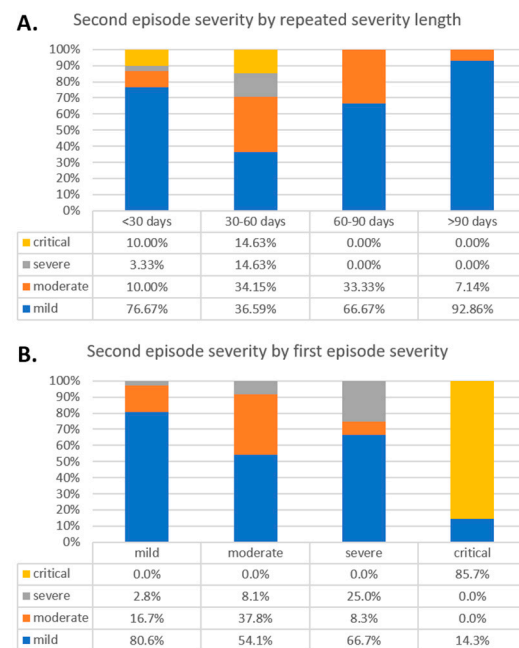 A.
Second episode severity by repeated severity length
100%
90%
80%
70%
60%
50%
40%
30%
20%
10%
0%
<30 days 30-60 days 60-90 days >90 days
critical 10.00% 14.63% 0.00% 0.00%
severe 3.33% 14.63% 0.00% 0.00%
moderate 10.00% 34.15% 33.33% 7.14%
mild 76.67% 36.59% 66.67% 92.86%
B.
Second episode severity by first episode severity
100%
90%
80%
70%
60%
50%
40%
30%
20%
10%
0%
mild moderate severe critical
critical 0.0% 0.0% 0.0% 85.7%
severe 2.8% 8.1% 25.0% 0.0%
moderate 16.7% 37.8% 8.3% 0.0%
mild 80.6% 54.1% 66.7% 14.3%